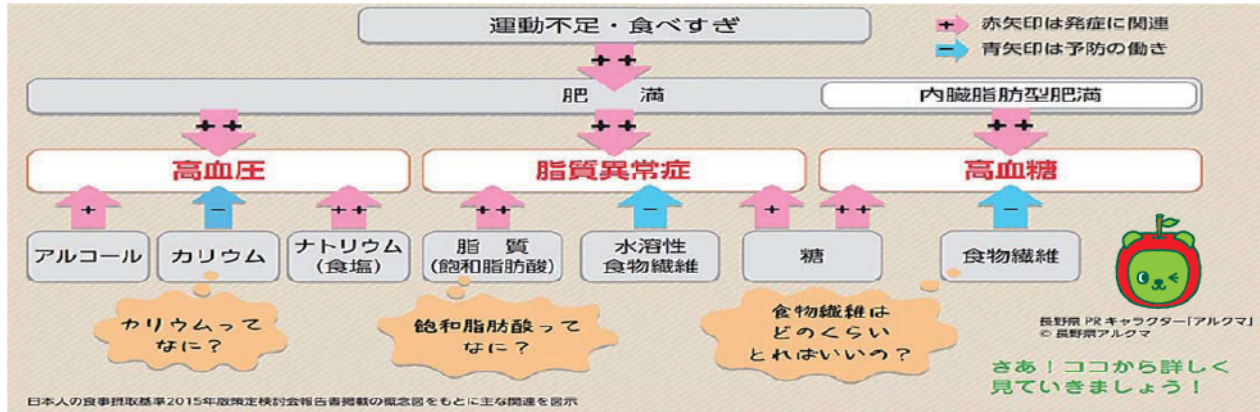 運動不足・食べすぎ
+ 赤矢印は発症に関連
− 青矢印は予防の働き
++
肥 満
内臓脂肪型肥満
++ ++ ++
高血圧 脂質異常症 高血糖
+ − ++ ++ − + ++ −
アルコール
カリウム
ナトリウム
(食塩)
脂 質
(飽和脂肪酸)
水溶性
食物繊維
糖
食物繊維
カリウムって
なに?
飽和脂肪酸って
なに?
食物繊維は
どのくらい
とればいいの?
長野県PRキャラクター「アルクマ」
© 長野県アルクマ
さあ!ココから詳しく
見ていきましょう!
日本人の食事摂取基準2015年版策定検討会報告書掲載の概念図をもとに主な関連を図示